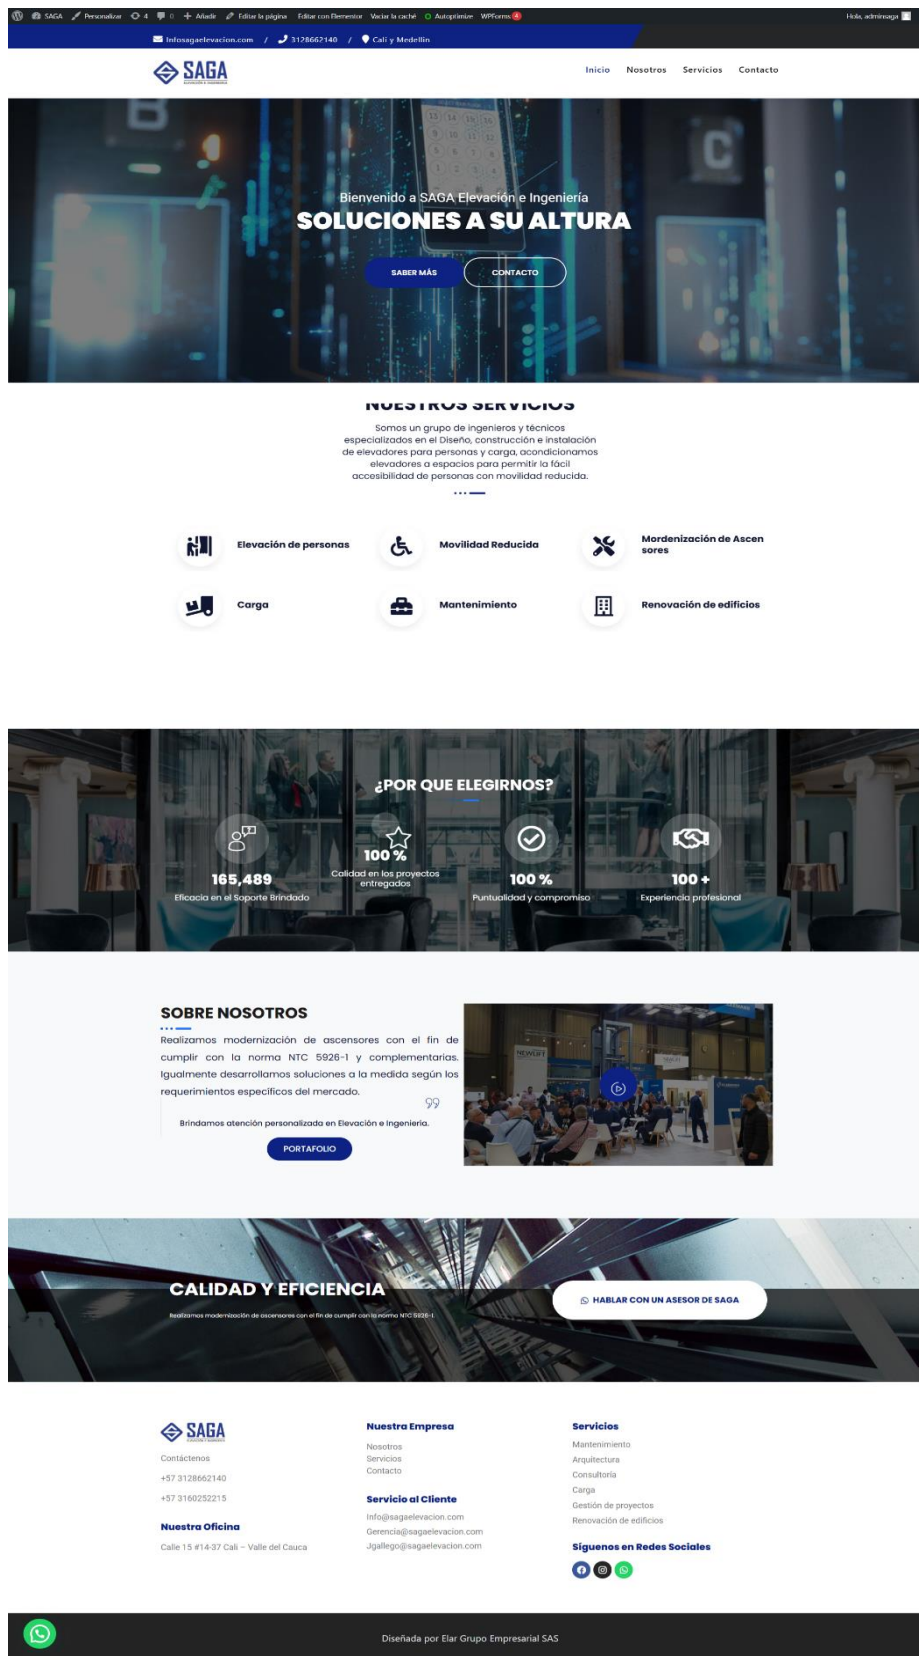 SAGA Personalizar 4 0 Añadir Editar la página Editar con Elementor Vaciar la caché Autoptimize WPForms 4 Hola, adminsaga
Infosagaelevacion.com / 3128662140 / Cali y Medellín
SAGA
Inicio Nosotros Servicios Contacto
Bienvenido a SAGA Elevación e Ingeniería
SOLUCIONES A SU ALTURA
SABER MÁS CONTACTO
NUESTROS SERVICIOS
Somos un grupo de ingenieros y técnicos
especializados en el Diseño, construcción e instalación
de elevadores para personas y carga, acondicionamos
elevadores a espacios para permitir la fácil
accesibilidad de personas con movilidad reducida.
Elevación de personas
Movilidad Reducida
Mordenización de Ascen
sores
Carga
Mantenimiento
Renovación de edificios
¿POR QUE ELEGIRNOS?
165,489
Eficacia en el Soporte Brindado
100 %
Calidad en los proyectos
entregados
100 %
Puntualidad y compromiso
100 +
Experiencia profesional
SOBRE NOSOTROS
Realizamos modernización de ascensores con el fin de
cumplir con la norma NTC 5926-1 y complementarias.
Igualmente desarrollamos soluciones a la medida según los
requerimientos específicos del mercado.
Brindamos atención personalizada en Elevación e Ingeniería.
PORTAFOLIO
NEWLIFT
CALIDAD Y EFICIENCIA
Realizamos modernización de ascensores con el fin de cumplir con la norma NTC 5926-1
HABLAR CON UN ASESOR DE SAGA
SAGA
Contáctenos
+57 3128662140
+57 3160252215
Nuestra Oficina
Calle 15 #14-37 Cali – Valle del Cauca
Nuestra Empresa
Nosotros
Servicios
Contacto
Servicio al Cliente
Info@sagaelevacion.com
Gerencia@sagaelevacion.com
Jgallego@sagaelevacion.com
Servicios
Mantenimiento
Arquitectura
Consultoría
Carga
Gestión de proyectos
Renovación de edificios
Síguenos en Redes Sociales
Diseñada por Elar Grupo Empresarial SAS